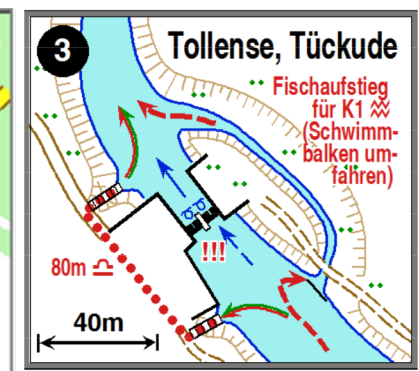 3
Tollense, Tückude
Fischaufstieg
für K1
(Schwimm-
balken um-
fahren)
!!!
80m
40m